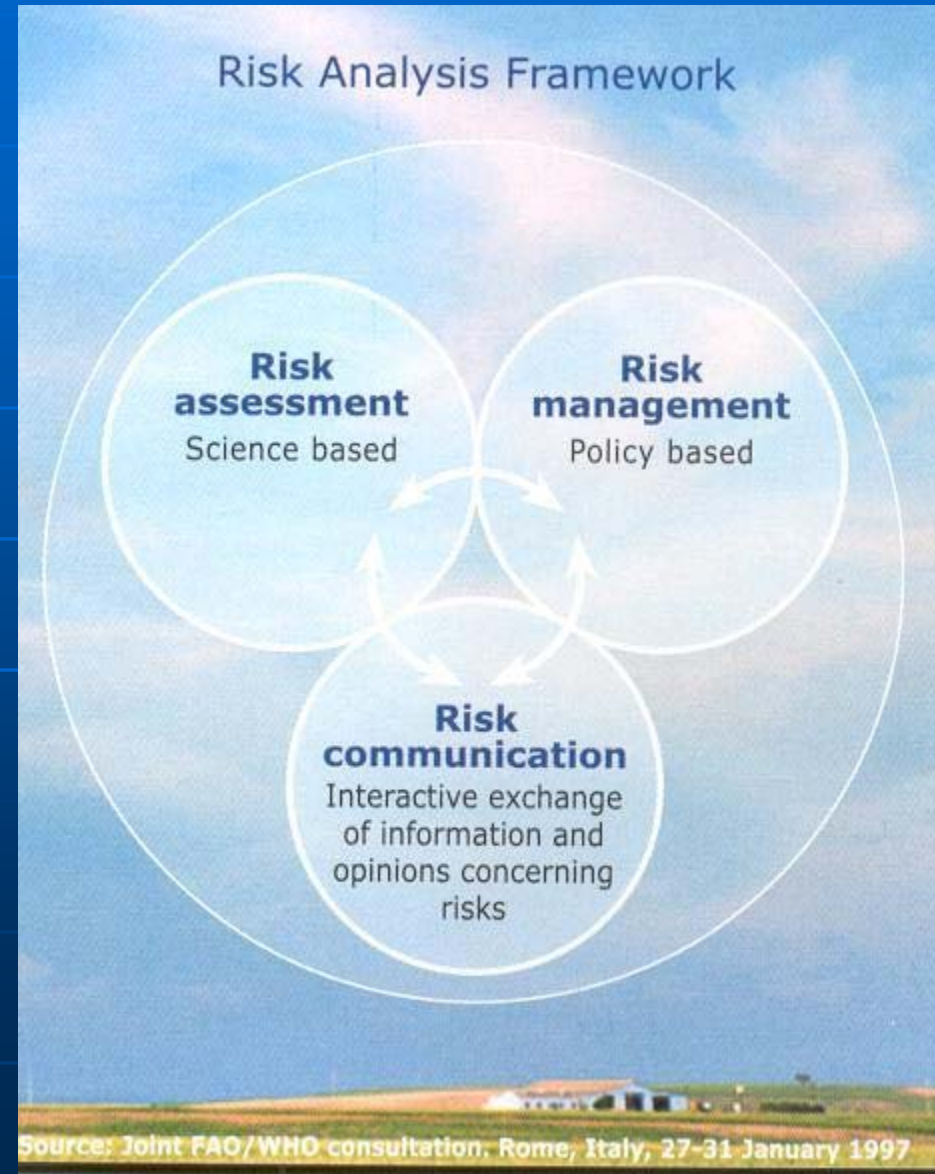 Risk Analysis Framework
Risk
assessment
Science based
Risk
management
Policy based
Risk
communication
Interactive exchange
of information and
opinions concerning
risks
Source: Joint FAO/WHO consultation. Rome, Italy, 27-31 January 1997